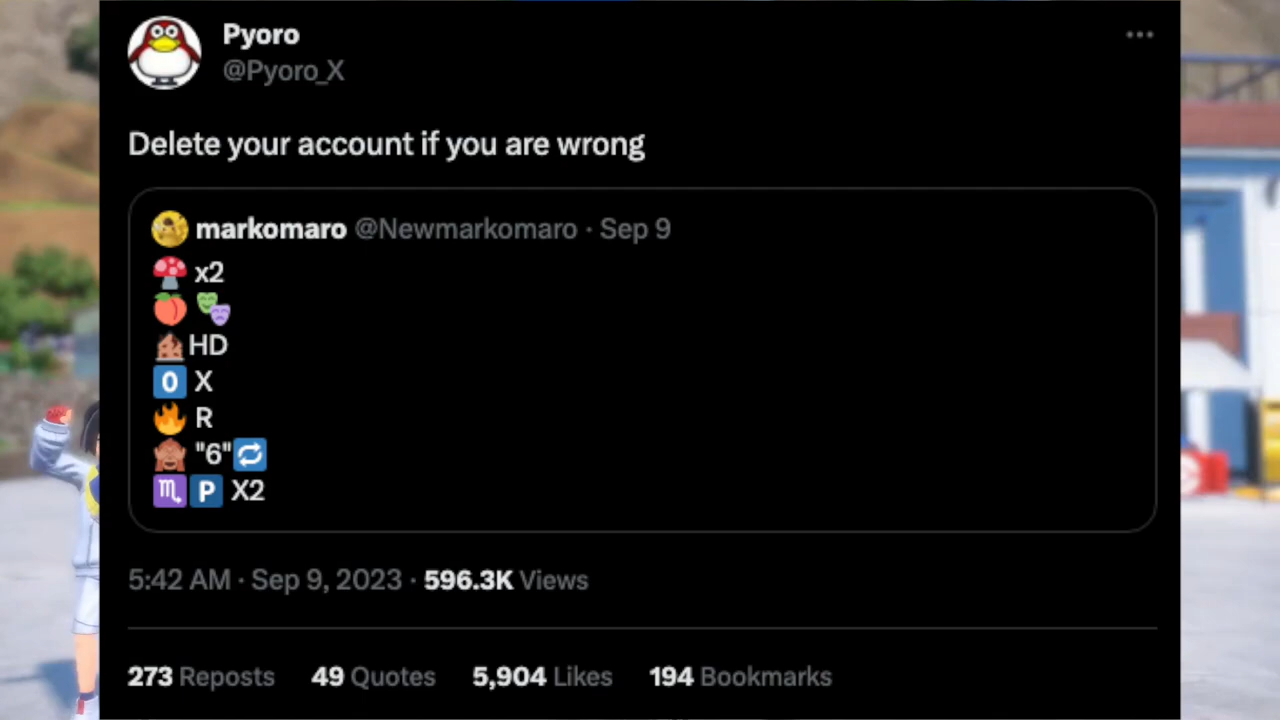 Pyoro
@Pyoro_X
Delete your account if you are wrong
markomaro @Newmarkomaro · Sep 9
🍄 x2
🍑 🎭
🏚️HD
0️⃣ X
🔥 R
🙈 "6"🔁
♏🅿️ X2
5:42 AM · Sep 9, 2023 · 596.3K Views
273 Reposts 49 Quotes 5,904 Likes 194 Bookmarks